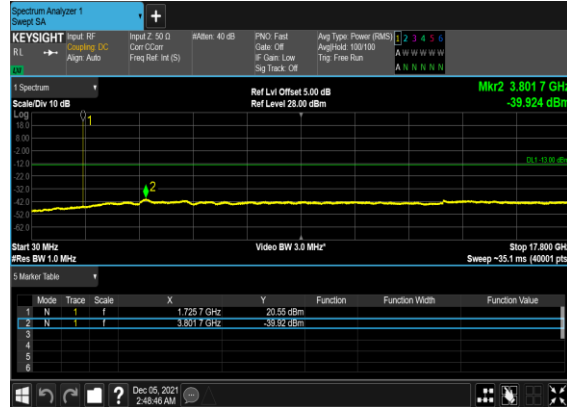 Spectrum Analyzer 1
Swept SA
KEYSIGHT Input: RF Input Z: 50 Ω #Atten: 40 dB PNO: Fast Avg Type: Power (RMS) 1 2 3 4 5 6
RL Coupling: DC Corr CCorr Gate: Off Avg|Hold: 100/100 A W W W W W
Align: Auto Freq Ref: Int (S) IF Gain: Low Trig: Free Run
Sig Track: Off A N N N N N
1 Spectrum Ref Lvl Offset 5.00 dB Mkr2 3.801 7 GHz
Scale/Div 10 dB Ref Level 28.00 dBm -39.924 dBm
Log
18.0
8.00
-2.00
-12.0
DL1 -13.00 dBm
-22.0
-32.0
-42.0
-52.0
-62.0
1
2
Start 30 MHz Video BW 3.0 MHz* Stop 17.800 GHz
#Res BW 1.0 MHz Sweep ~35.1 ms (40001 pts)
5 Marker Table
Mode Trace Scale X Y Function Function Width Function Value
1 N 1 f 1.725 7 GHz 20.55 dBm
2 N 1 f 3.801 7 GHz -39.92 dBm
3
4
5
6
? Dec 05, 2021
2:48:46 AM